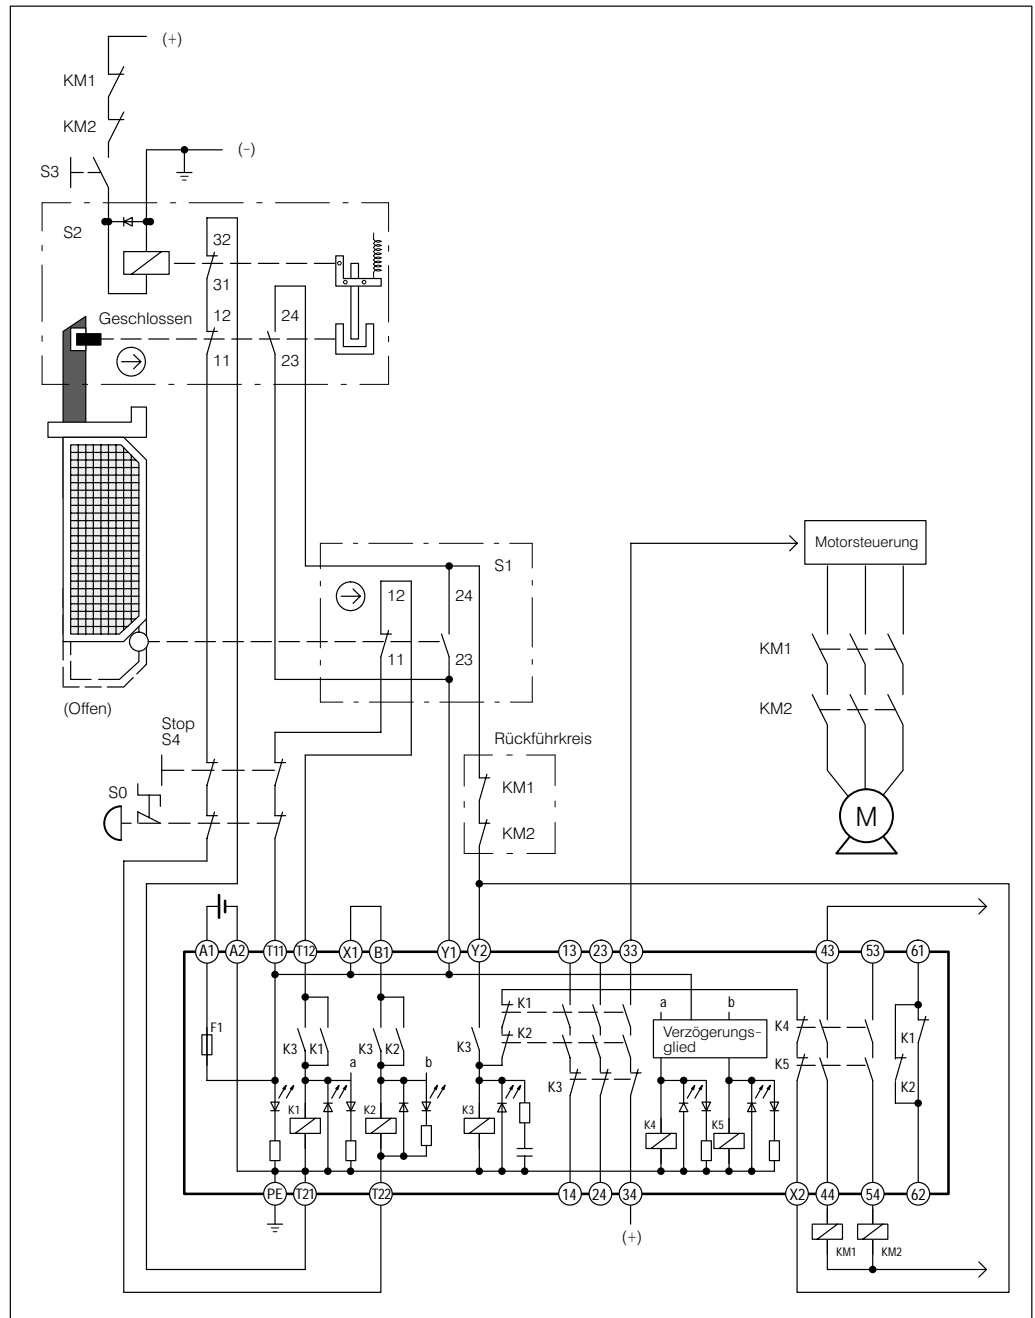 (+)
KM1
KM2
(-)
S3
S2
32
31
Geschlossen
12
24
11
23
S1
12
24
11
23
Motorsteuerung
KM1
KM2
M
(Offen)
Stop
S4
S0
Rückführkreis
KM1
KM2
A1
A2
T11
T12
X1
B1
Y1
Y2
13
23
33
43
53
61
F1
K3
K1
K3
K2
K3
K1
K2
K3
a
b
Verzögerungs-
glied
K4
K5
K1
K2
a
b
K1
K2
K3
K4
K5
PE
T21
T22
14
24
34
X2
44
54
62
(+)
KM1
KM2